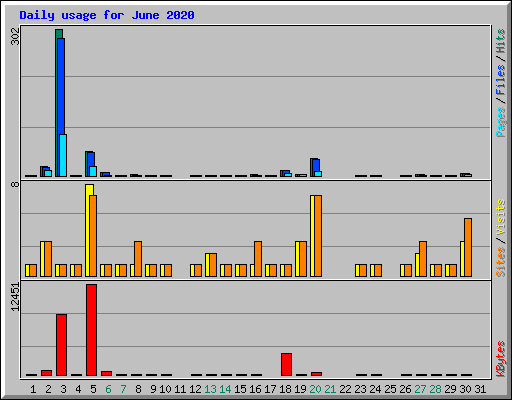 Daily usage for June 2020
302
Pages / Files / Hits
8
Sites / Visits
12451
KBytes
1 2 3 4 5 6 7 8 9 10 11 12 13 14 15 16 17 18 19 20 21 22 23 24 25 26 27 28 29 30 31